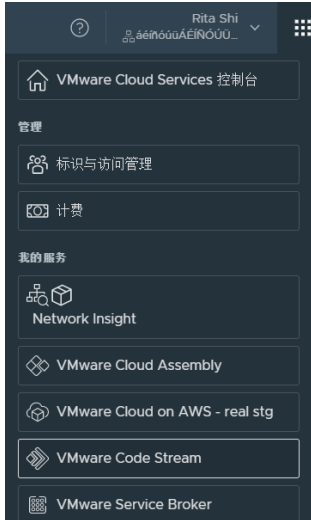 Rita Shi
áéíñóúüÁÉÍÑÓÚÜ...
VMware Cloud Services 控制台
管理
标识与访问管理
计费
我的服务
Network Insight
VMware Cloud Assembly
VMware Cloud on AWS - real stg
VMware Code Stream
VMware Service Broker